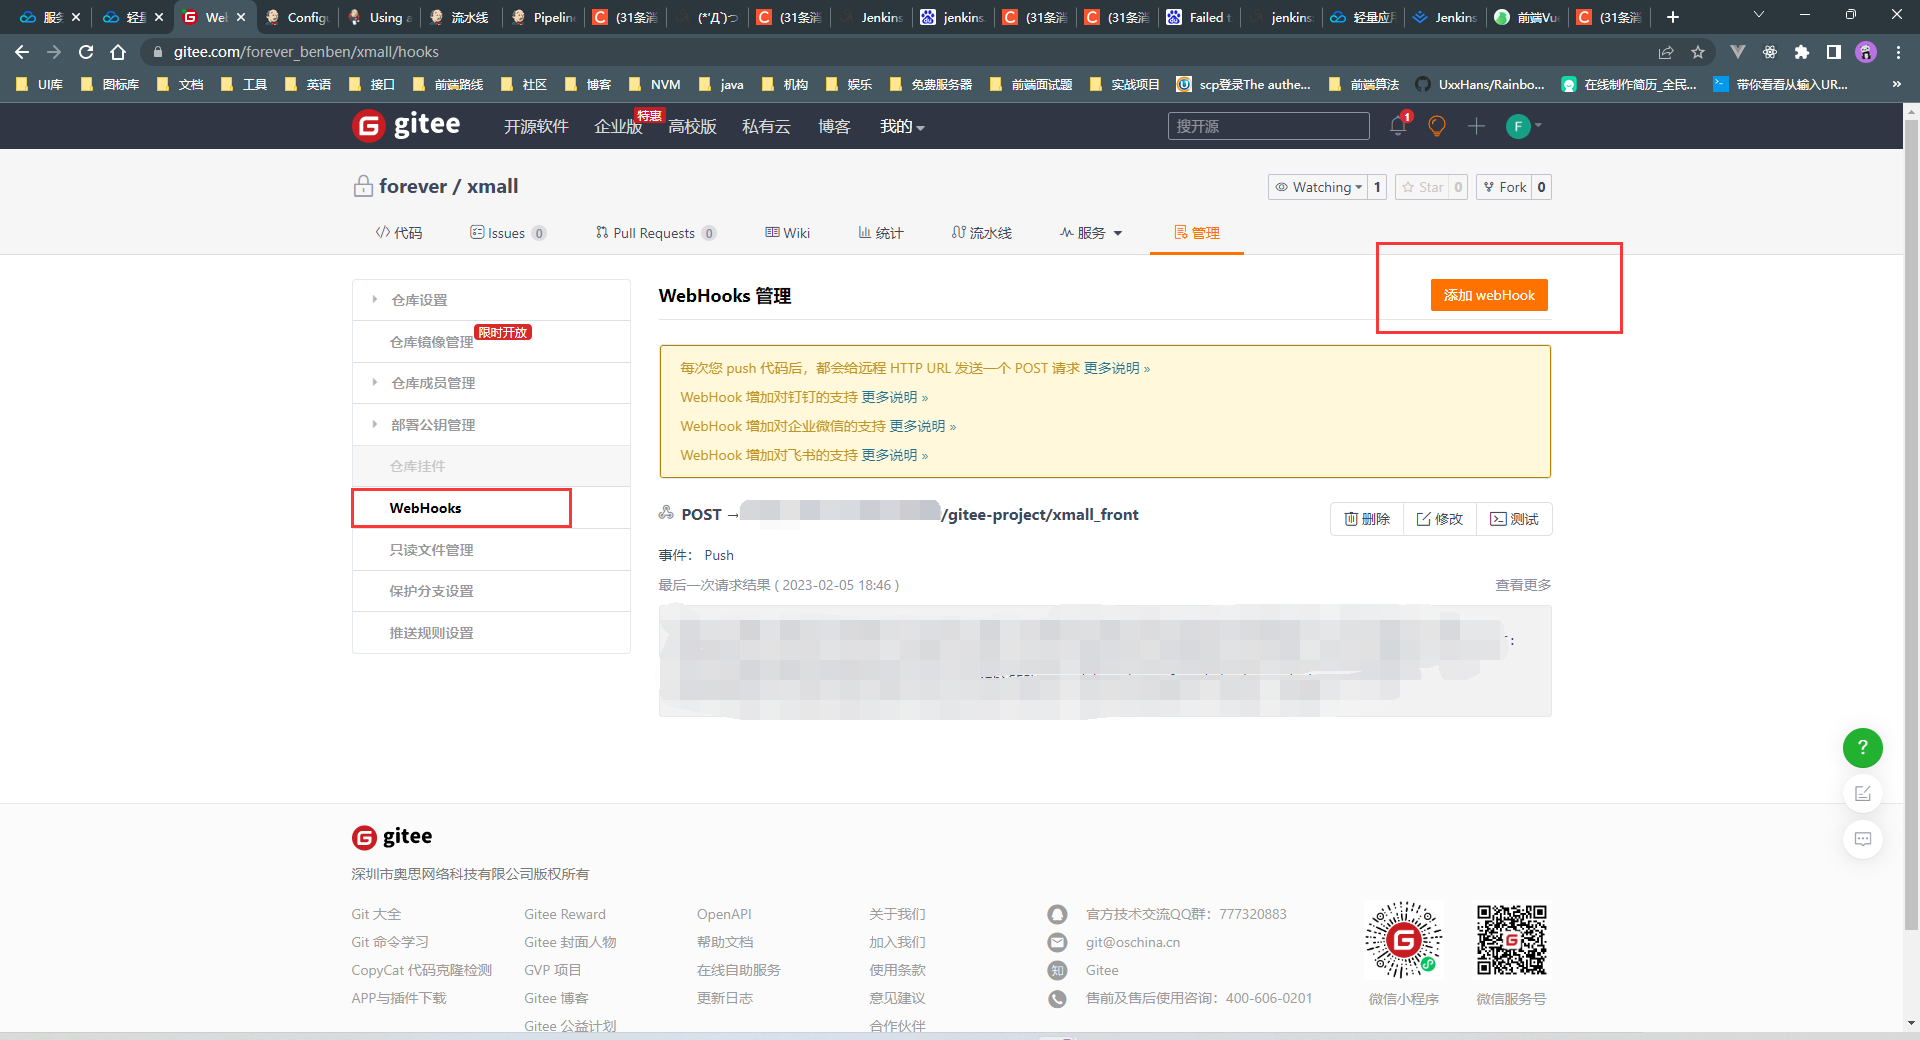 服务 轻量 Web Config Using a 流水线 Pipeline (31条消 (*'Д`)つ (31条消 Jenkins jenkins. (31条消 (31条消 Failed t jenkins: 轻量应用 Jenkins 前端Vue (31条消
gitee.com/forever_benben/xmall/hooks
UI库 图标库 文档 工具 英语 接口 前端路线 社区 博客 NVM java 机构 娱乐 免费服务器 前端面试题 实战项目 scp登录The authe... 前端算法 UxxHans/Rainbo... 在线制作简历_全民... 带你看看从输入UR... »
gitee 开源软件 企业版 特惠 高校版 私有云 博客 我的 搜开源 1 F
forever / xmall Watching 1 Star 0 Fork 0
代码 Issues 0 Pull Requests 0 Wiki 统计 流水线 服务 管理
仓库设置
仓库镜像管理 限时开放
仓库成员管理
部署公钥管理
仓库挂件
WebHooks
只读文件管理
保护分支设置
推送规则设置
WebHooks 管理 添加 webHook
每次您 push 代码后，都会给远程 HTTP URL 发送一个 POST 请求 更多说明 »
WebHook 增加对钉钉的支持 更多说明 »
WebHook 增加对企业微信的支持 更多说明 »
WebHook 增加对飞书的支持 更多说明 »
POST → /gitee-project/xmall_front 删除 修改 测试
事件： Push
最后一次请求结果 ( 2023-02-05 18:46 ) 查看更多
?
gitee
深圳市奥思网络科技有限公司版权所有
Git 大全
Git 命令学习
CopyCat 代码克隆检测
APP与插件下载
Gitee Reward
Gitee 封面人物
GVP 项目
Gitee 博客
Gitee 公益计划
OpenAPI
帮助文档
在线自助服务
更新日志
关于我们
加入我们
使用条款
意见建议
合作伙伴
官方技术交流QQ群：777320883
git@oschina.cn
知 Gitee
售前及售后使用咨询：400-606-0201
微信小程序 微信服务号